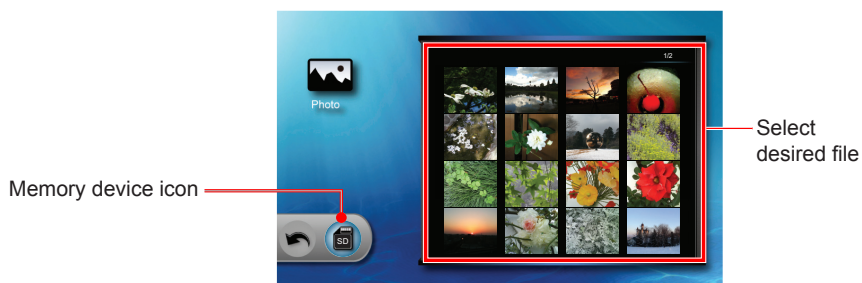 1/2
Photo
Select
desired file
Memory device icon
SD